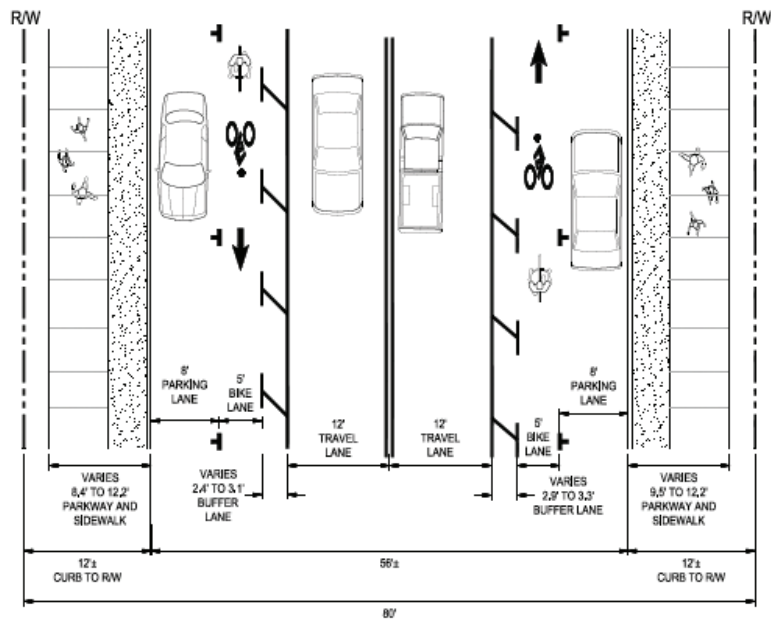 R/W
R/W
8'
PARKING
LANE
5'
BIKE
LANE
12'
TRAVEL
LANE
12'
TRAVEL
LANE
5'
BIKE
LANE
8'
PARKING
LANE
VARIES
8.4' TO 12.2'
PARKWAY AND
SIDEWALK
VARIES
2.4' TO 3.1'
BUFFER
LANE
VARIES
2.9' TO 3.3'
BUFFER LANE
VARIES
9.5' TO 12.2'
PARKWAY AND
SIDEWALK
12'±
CURB TO R/W
56'±
12'±
CURB TO R/W
80'